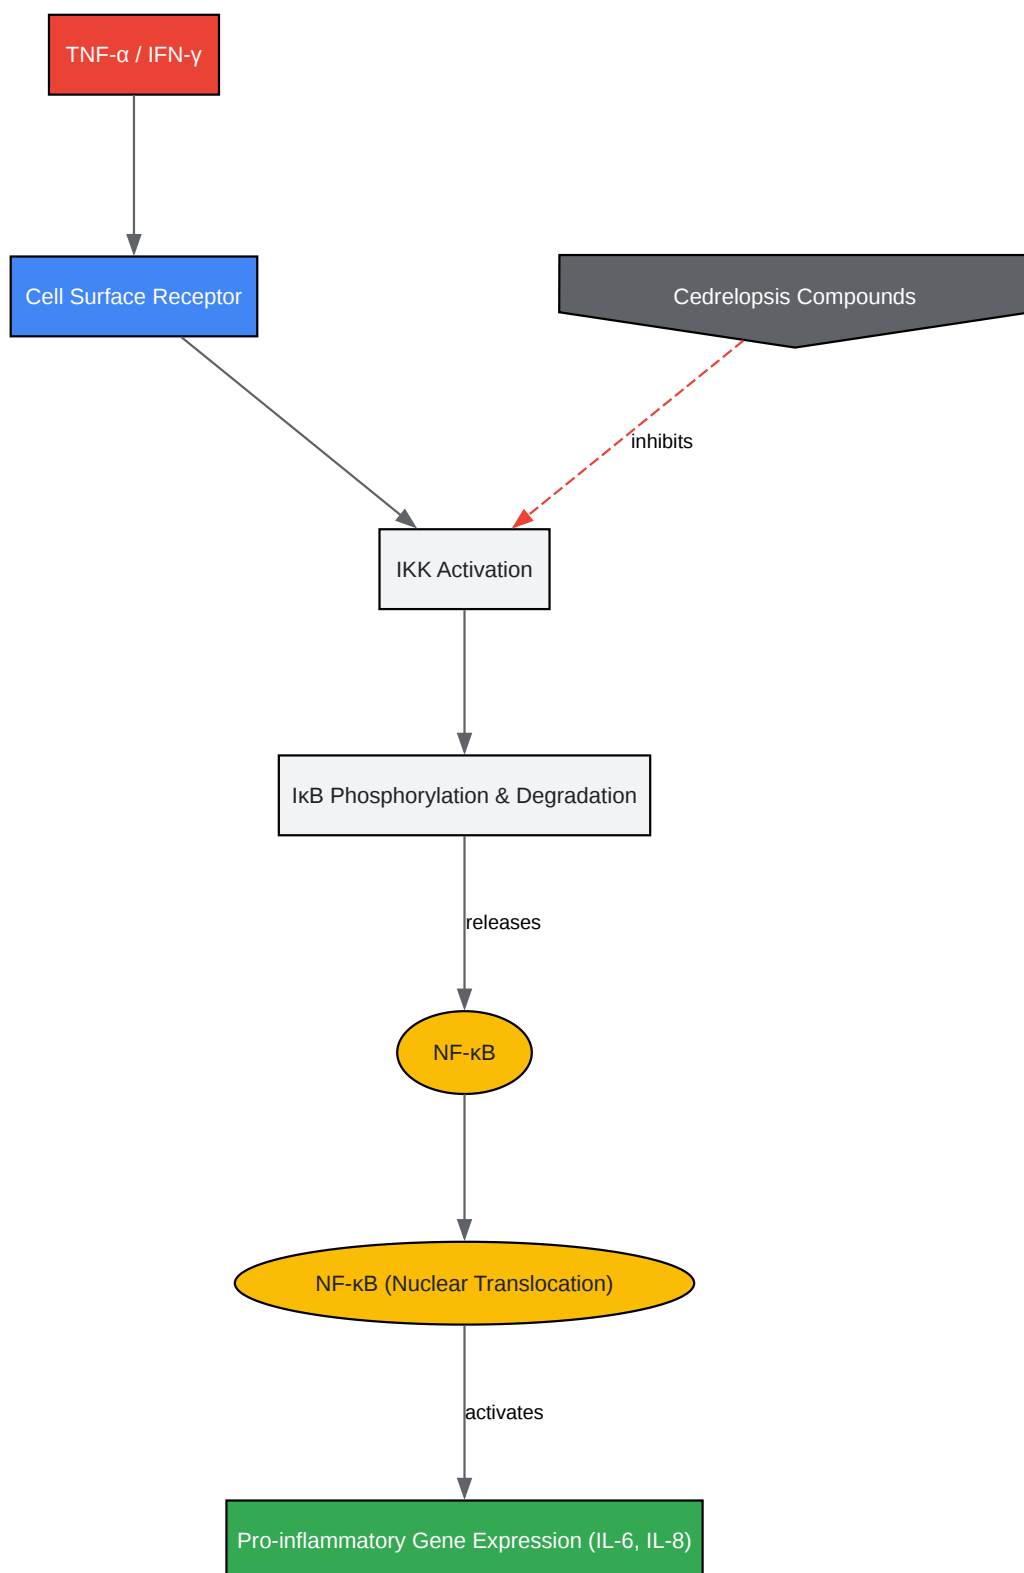 TNF-α / IFN-γ
Cell Surface Receptor
Cedrelopsis Compounds
inhibits
IKK Activation
IκB Phosphorylation & Degradation
releases
NF-κB
NF-κB (Nuclear Translocation)
activates
Pro-inflammatory Gene Expression (IL-6, IL-8)